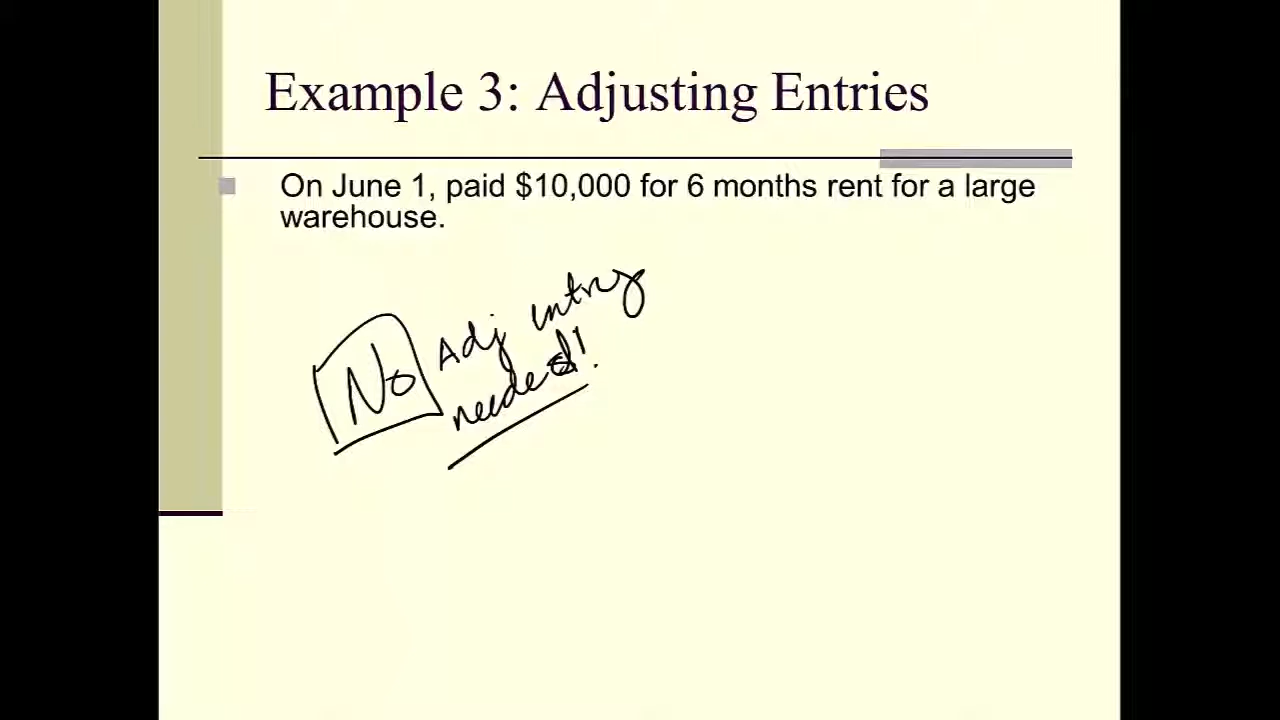 Example 3: Adjusting Entries
On June 1, paid $10,000 for 6 months rent for a large
warehouse.
No Adj entry
needed!